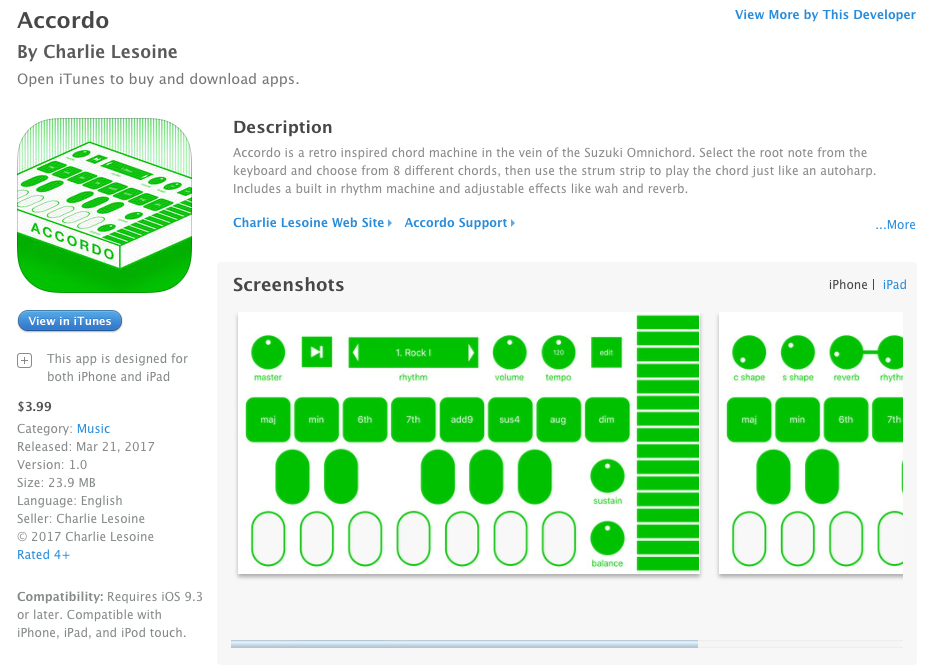 Accordo
View More by This Developer
By Charlie Lesoine
Open iTunes to buy and download apps.
ACCORDO
View in iTunes
This app is designed for
both iPhone and iPad
$3.99
Category: Music
Released: Mar 21, 2017
Version: 1.0
Size: 23.9 MB
Language: English
Seller: Charlie Lesoine
© 2017 Charlie Lesoine
Rated 4+
Compatibility: Requires iOS 9.3
or later. Compatible with
iPhone, iPad, and iPod touch.
Description
Accordo is a retro inspired chord machine in the vein of the Suzuki Omnichord. Select the root note from the
keyboard and choose from 8 different chords, then use the strum strip to play the chord just like an autoharp.
Includes a built in rhythm machine and adjustable effects like wah and reverb.
Charlie Lesoine Web Site Accordo Support
...More
Screenshots
iPhone | iPad
1. Rock I 120 edit
master rhythm volume tempo
maj min 6th 7th add9 sus4 aug dim
sustain
balance
c shape s shape reverb rhyth
maj min 6th 7th